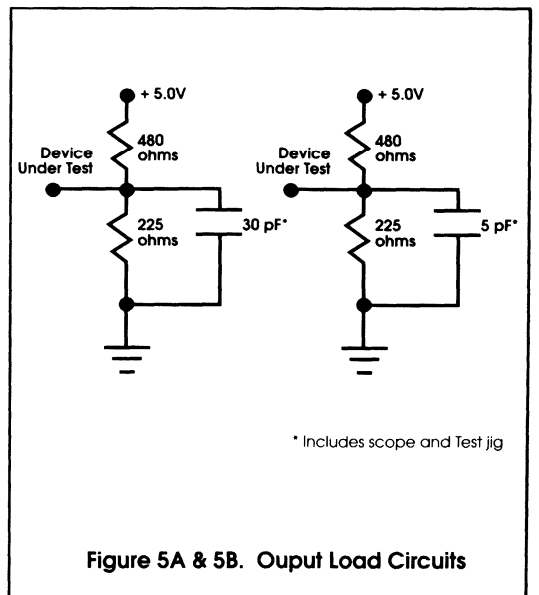 + 5.0V
480
ohms
Device
Under Test
225
ohms
30 pF*
+ 5.0V
480
ohms
Device
Under Test
225
ohms
5 pF*
* Includes scope and Test jig
Figure 5A & 5B. Ouput Load Circuits